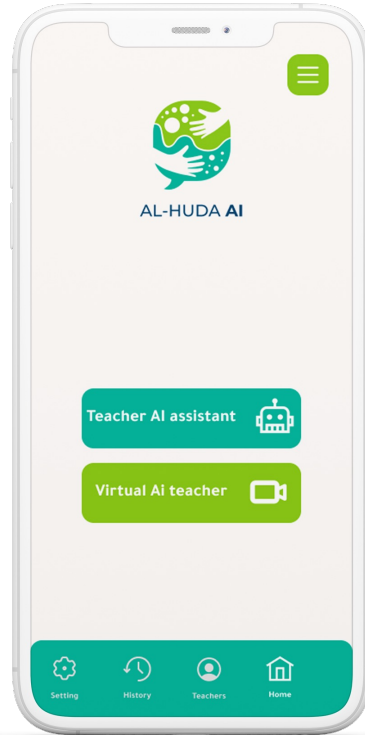 AL-HUDA AI
Teacher AI assistant
Virtual Ai teacher
Setting
History
Teachers
Home